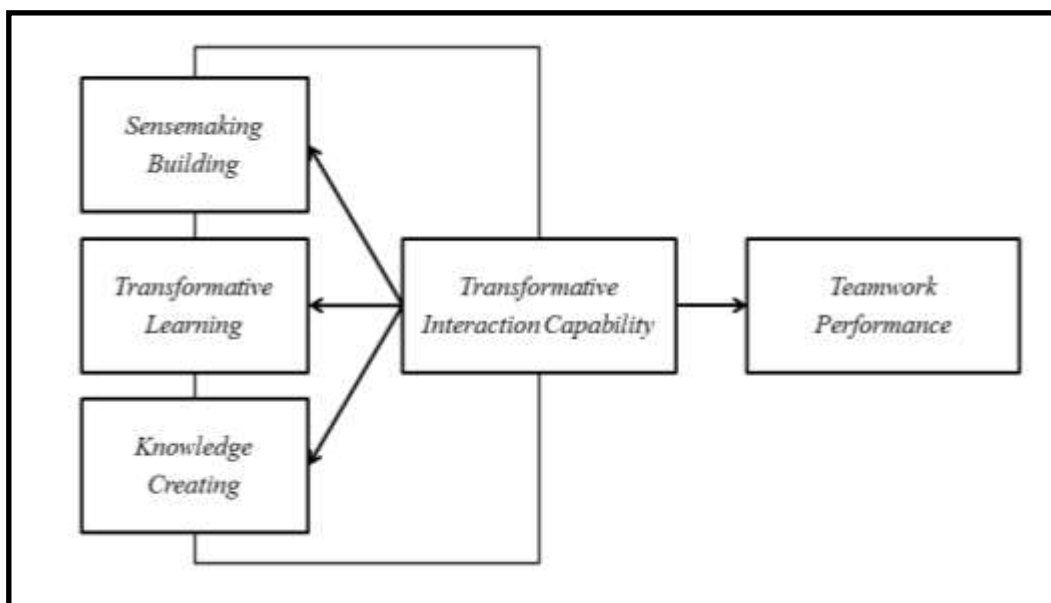 Sensemaking
Building
Transformative
Learning
Knowledge
Creating
Transformative
Interaction Capability
Teamwork
Performance